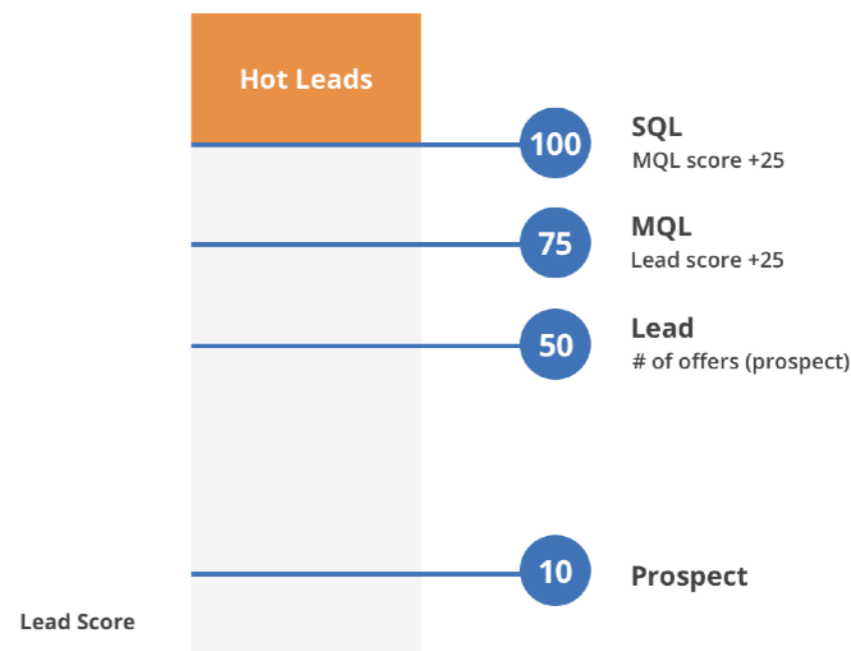 Hot Leads
100
SQL
MQL score +25
75
MQL
Lead score +25
50
Lead
# of offers (prospect)
10
Prospect
Lead Score